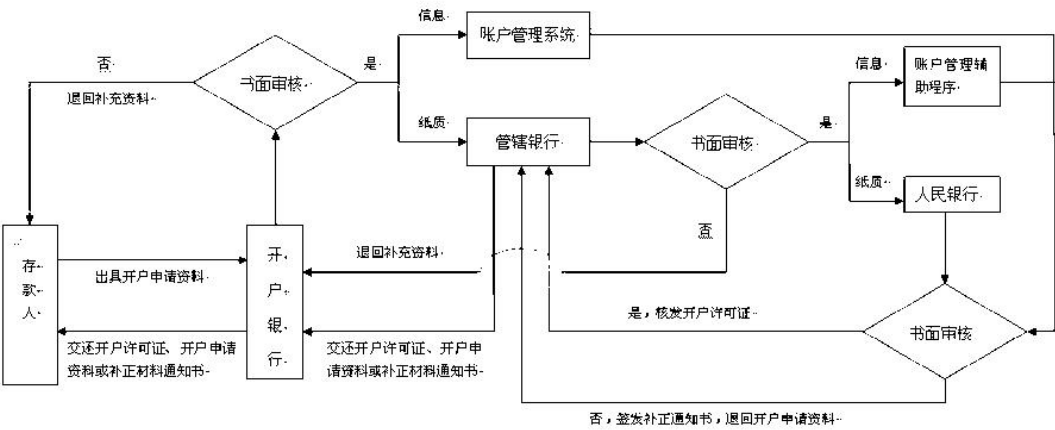 信息
账户管理系统
否
书面审核
是
信息
账户管理辅
助程序
退回补充资料
纸质
管辖银行
书面审核
是
纸质
人民银行
否
存款人
出具开户申请资料
开户银行
退回补充资料
是，核发开户许可证
书面审核
交还开户许可证、开户申请
资料或补正材料通知书
交还开户许可证、开户申
请资料或补正材料通知书
否，签发补正通知书，退回开户申请资料